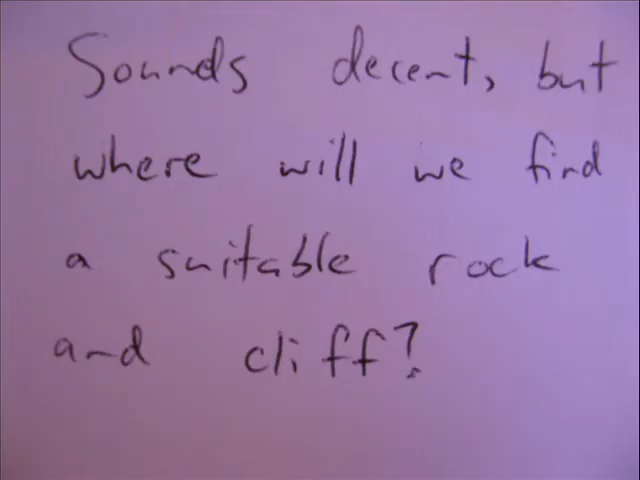 Sounds decent, but
where will we find
a suitable rock
and cliff?